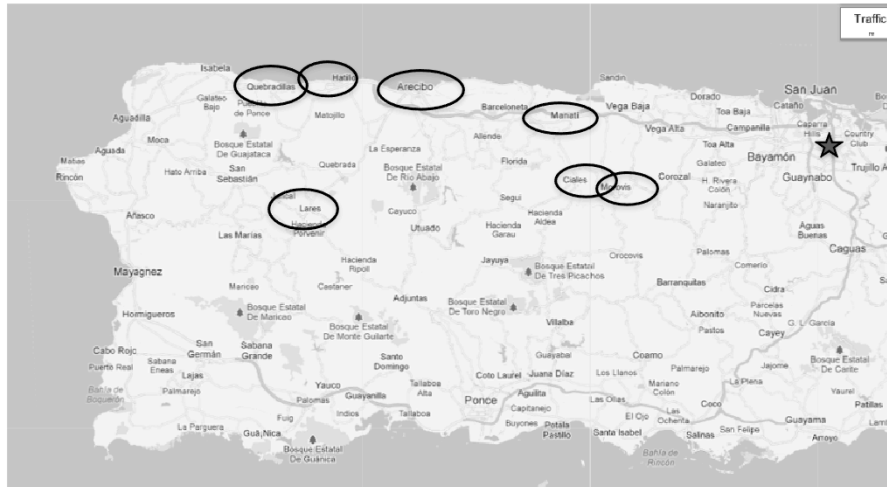 Traffic
Isabela
Quebradillas
Hatillo
Arecibo
San Juan
Galateo
Bajo
de Ponce
Barceloneta
Manatí
Vega Baja
Dorado
Toa Baja
Cataño
Aguadilla
Matojillo
Vega Alta
Campanilla
Caparra
Hills
Country
Club
Moca
Bosque Estatal
De Guajataca
La Esperanza
Allende
Toa Alta
Bayamón
Aguada
Rincón
Hato Arriba
San
Sebastián
Quebrada
Bosque Estatal
De Río Abajo
Florida
Ciales
Morovis
Corozal
Galateo
H. Rivera
Colón
Guaynabo
Trujillo A
Añasco
Lares
Hacienda
Porvenir
Cayuco
Segui
Hacienda
Aldea
Naranjito
Las Marías
Utuado
Hacienda
Garau
Aguas
Buenas
Caguas
Mayaguez
Hacienda
Ripoll
Jayuya
Bosque Estatal
De Tres Picachos
Orocovis
Palomas
Comerio
Maricao
Castaner
Barranquitas
Cidra
Hormigueros
Bosque Estatal
De Maricao
Adjuntas
Bosque Estatal
De Toro Negro
Aibonito
Parcelas
Nuevas
Bosque Estatal
De Monte Guilarte
Villalba
Pastos
Cayey
G. L. García
Cabo Rojo
San
Germán
Sabana
Grande
Santo
Domingo
Guayabal
Coamo
Bosque Estatal
De Carite
Puerto Real
Sabana
Eneas
Lajas
Coto Laurel
Juana Díaz
Los Llanos
Palmarejo
Jajome
Bahía de
Boquerón
Palmarejo
Yauco
Palomas
Guayanilla
Tallaboa
Alta
Ponce
Aguilita
Mariano
Colón
La Plena
Yaurel
Patillas
Fuig
Indios
Tallaboa
Capitanejo
Las Ollas
Las
Ochenta
Coco
Guayama
La Parguera
Guánica
Buyones
Potala
Pastillo
Santa Isabel
El Ojo
Salinas
San Felipe
Arroyo
Bosque Estatal
De Guánica
Bahía de
Rincón